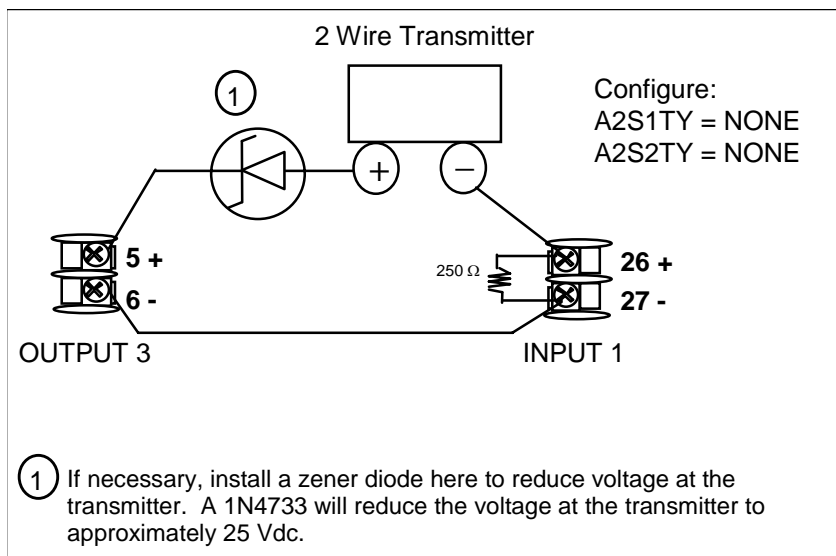 2 Wire Transmitter
1
Configure:
A2S1TY = NONE
A2S2TY = NONE
+ −
5 +
6 -
250 Ω
26 +
27 -
OUTPUT 3
INPUT 1
1 If necessary, install a zener diode here to reduce voltage at the
transmitter.  A 1N4733 will reduce the voltage at the transmitter to
approximately 25 Vdc.